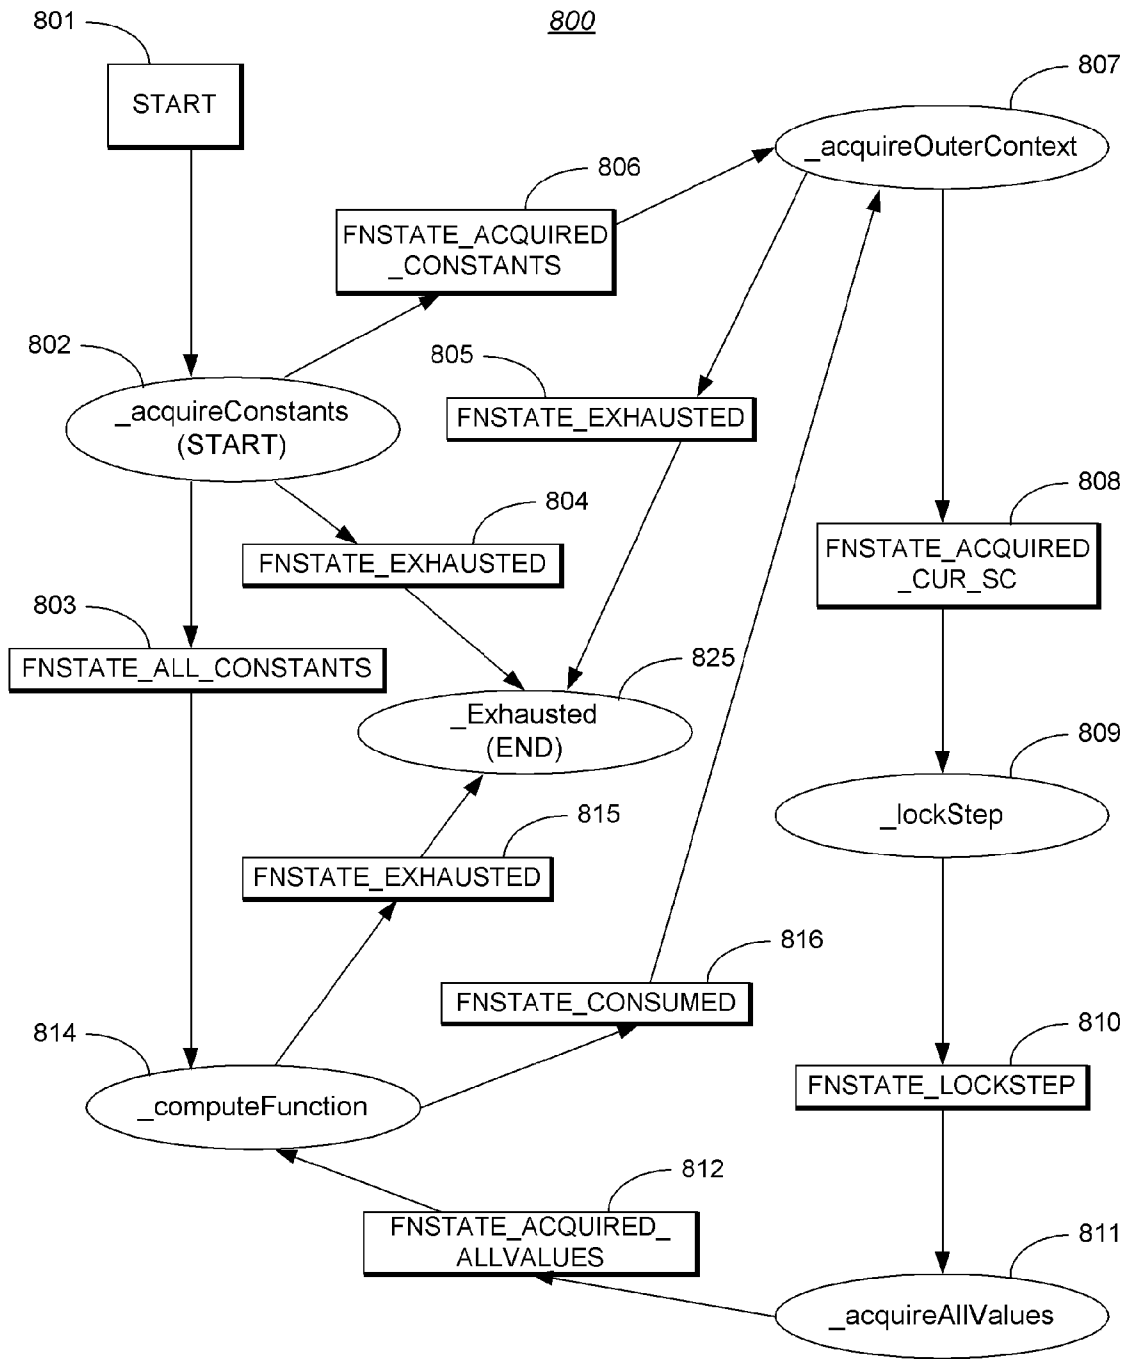 800
801
START
807
_acquireOuterContext
806
FNSTATE_ACQUIRED
_CONSTANTS
802
_acquireConstants
(START)
805
FNSTATE_EXHAUSTED
804
FNSTATE_EXHAUSTED
808
FNSTATE_ACQUIRED
_CUR_SC
803
FNSTATE_ALL_CONSTANTS
825
_Exhausted
(END)
809
_lockStep
815
FNSTATE_EXHAUSTED
816
FNSTATE_CONSUMED
814
_computeFunction
810
FNSTATE_LOCKSTEP
812
FNSTATE_ACQUIRED_
ALLVALUES
811
_acquireAllValues